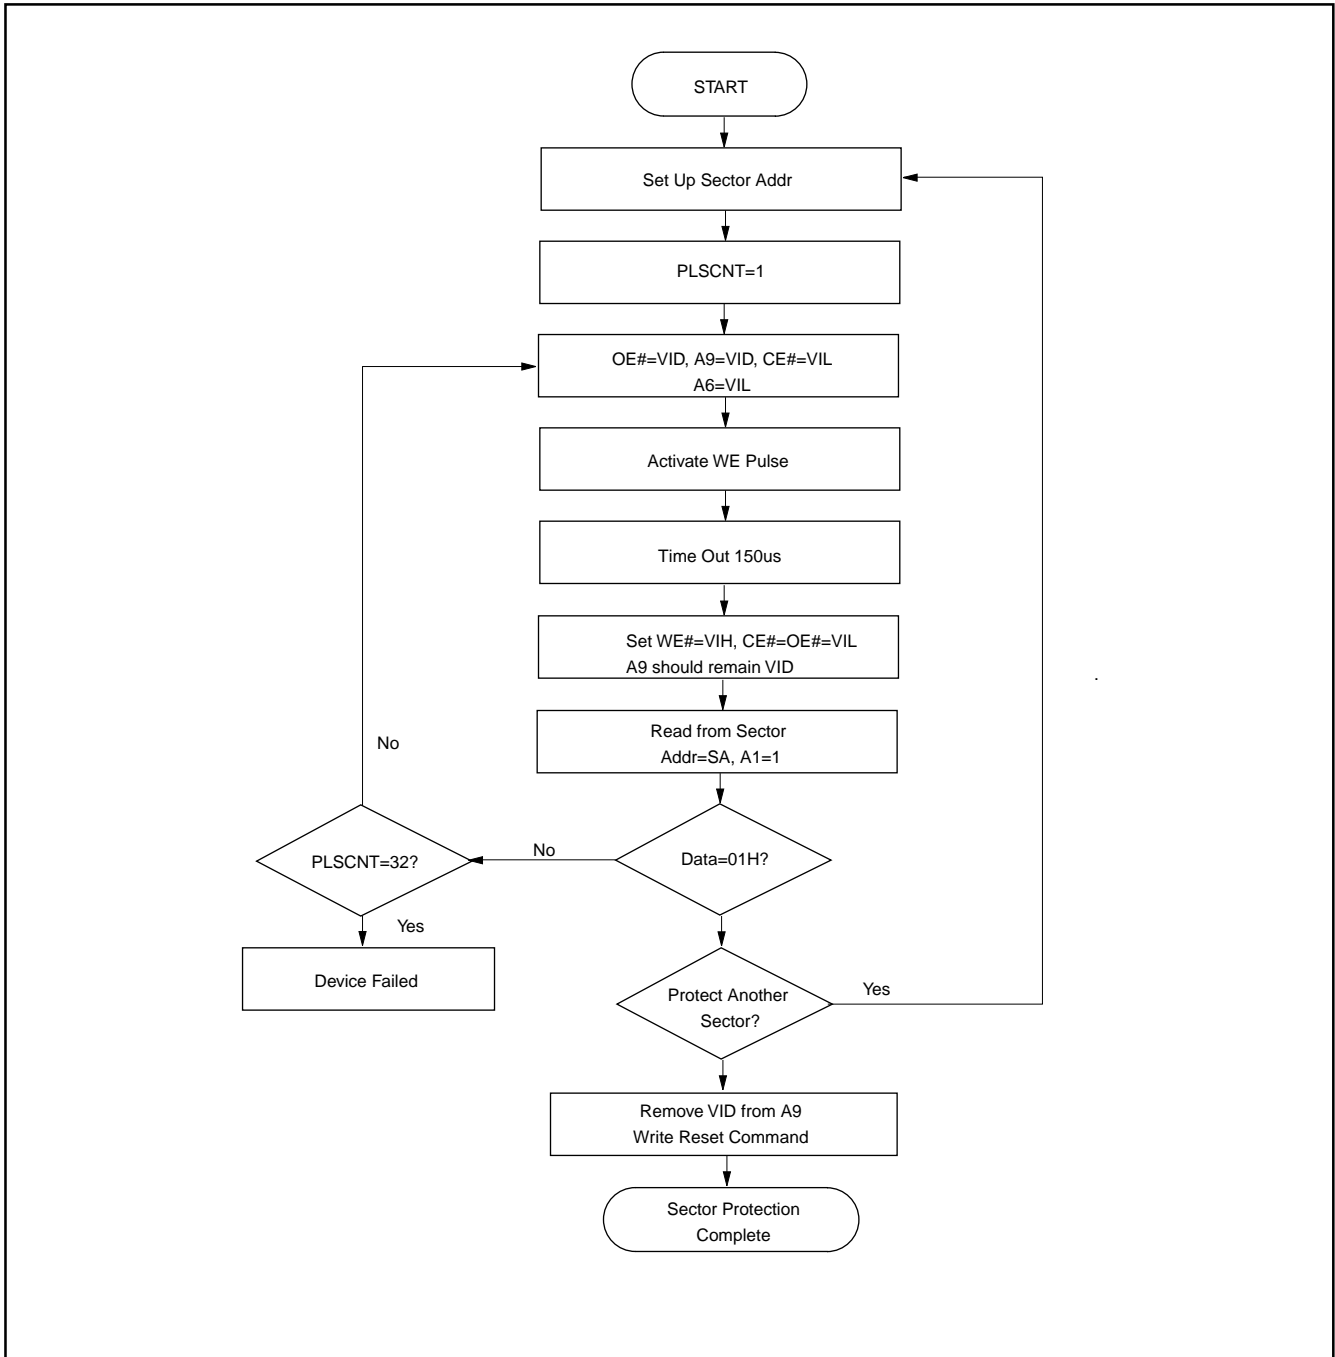 START
Set Up Sector Addr
PLSCNT=1
OE#=VID, A9=VID, CE#=VIL
A6=VIL
Activate WE Pulse
Time Out 150us
Set WE#=VIH, CE#=OE#=VIL
A9 should remain VID
.
Read from Sector
Addr=SA, A1=1
No
PLSCNT=32?
No
Data=01H?
Yes
Device Failed
Protect Another
Sector?
Yes
Remove VID from A9
Write Reset Command
Sector Protection
Complete